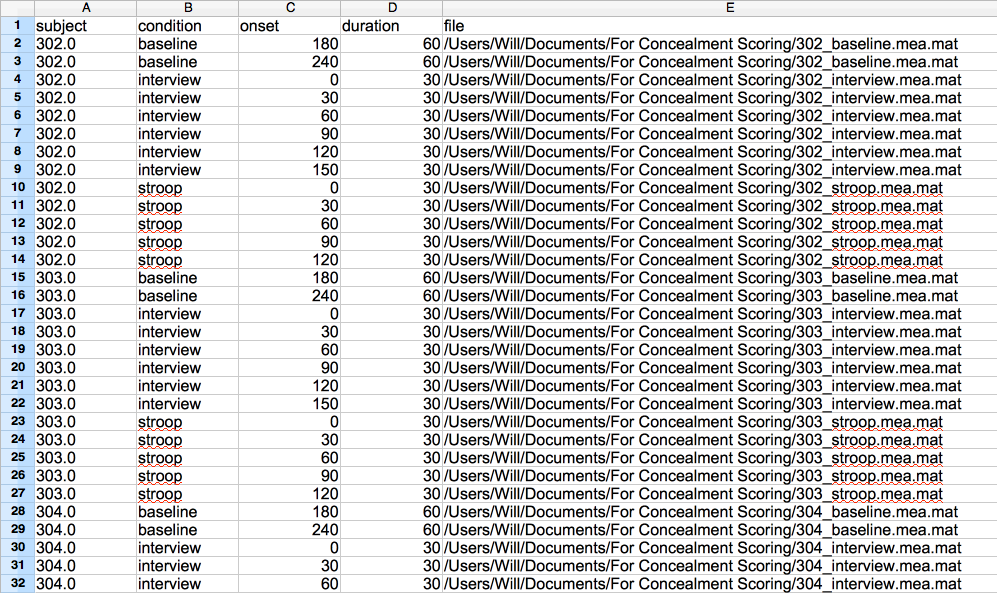 A B C D E
1 subject condition onset duration file
2 302.0 baseline 180 60 /Users/Will/Documents/For Concealment Scoring/302_baseline.mea.mat
3 302.0 baseline 240 60 /Users/Will/Documents/For Concealment Scoring/302_baseline.mea.mat
4 302.0 interview 0 30 /Users/Will/Documents/For Concealment Scoring/302_interview.mea.mat
5 302.0 interview 30 30 /Users/Will/Documents/For Concealment Scoring/302_interview.mea.mat
6 302.0 interview 60 30 /Users/Will/Documents/For Concealment Scoring/302_interview.mea.mat
7 302.0 interview 90 30 /Users/Will/Documents/For Concealment Scoring/302_interview.mea.mat
8 302.0 interview 120 30 /Users/Will/Documents/For Concealment Scoring/302_interview.mea.mat
9 302.0 interview 150 30 /Users/Will/Documents/For Concealment Scoring/302_interview.mea.mat
10 302.0 stroop 0 30 /Users/Will/Documents/For Concealment Scoring/302_stroop.mea.mat
11 302.0 stroop 30 30 /Users/Will/Documents/For Concealment Scoring/302_stroop.mea.mat
12 302.0 stroop 60 30 /Users/Will/Documents/For Concealment Scoring/302_stroop.mea.mat
13 302.0 stroop 90 30 /Users/Will/Documents/For Concealment Scoring/302_stroop.mea.mat
14 302.0 stroop 120 30 /Users/Will/Documents/For Concealment Scoring/302_stroop.mea.mat
15 303.0 baseline 180 60 /Users/Will/Documents/For Concealment Scoring/303_baseline.mea.mat
16 303.0 baseline 240 60 /Users/Will/Documents/For Concealment Scoring/303_baseline.mea.mat
17 303.0 interview 0 30 /Users/Will/Documents/For Concealment Scoring/303_interview.mea.mat
18 303.0 interview 30 30 /Users/Will/Documents/For Concealment Scoring/303_interview.mea.mat
19 303.0 interview 60 30 /Users/Will/Documents/For Concealment Scoring/303_interview.mea.mat
20 303.0 interview 90 30 /Users/Will/Documents/For Concealment Scoring/303_interview.mea.mat
21 303.0 interview 120 30 /Users/Will/Documents/For Concealment Scoring/303_interview.mea.mat
22 303.0 interview 150 30 /Users/Will/Documents/For Concealment Scoring/303_interview.mea.mat
23 303.0 stroop 0 30 /Users/Will/Documents/For Concealment Scoring/303_stroop.mea.mat
24 303.0 stroop 30 30 /Users/Will/Documents/For Concealment Scoring/303_stroop.mea.mat
25 303.0 stroop 60 30 /Users/Will/Documents/For Concealment Scoring/303_stroop.mea.mat
26 303.0 stroop 90 30 /Users/Will/Documents/For Concealment Scoring/303_stroop.mea.mat
27 303.0 stroop 120 30 /Users/Will/Documents/For Concealment Scoring/303_stroop.mea.mat
28 304.0 baseline 180 60 /Users/Will/Documents/For Concealment Scoring/304_baseline.mea.mat
29 304.0 baseline 240 60 /Users/Will/Documents/For Concealment Scoring/304_baseline.mea.mat
30 304.0 interview 0 30 /Users/Will/Documents/For Concealment Scoring/304_interview.mea.mat
31 304.0 interview 30 30 /Users/Will/Documents/For Concealment Scoring/304_interview.mea.mat
32 304.0 interview 60 30 /Users/Will/Documents/For Concealment Scoring/304_interview.mea.mat